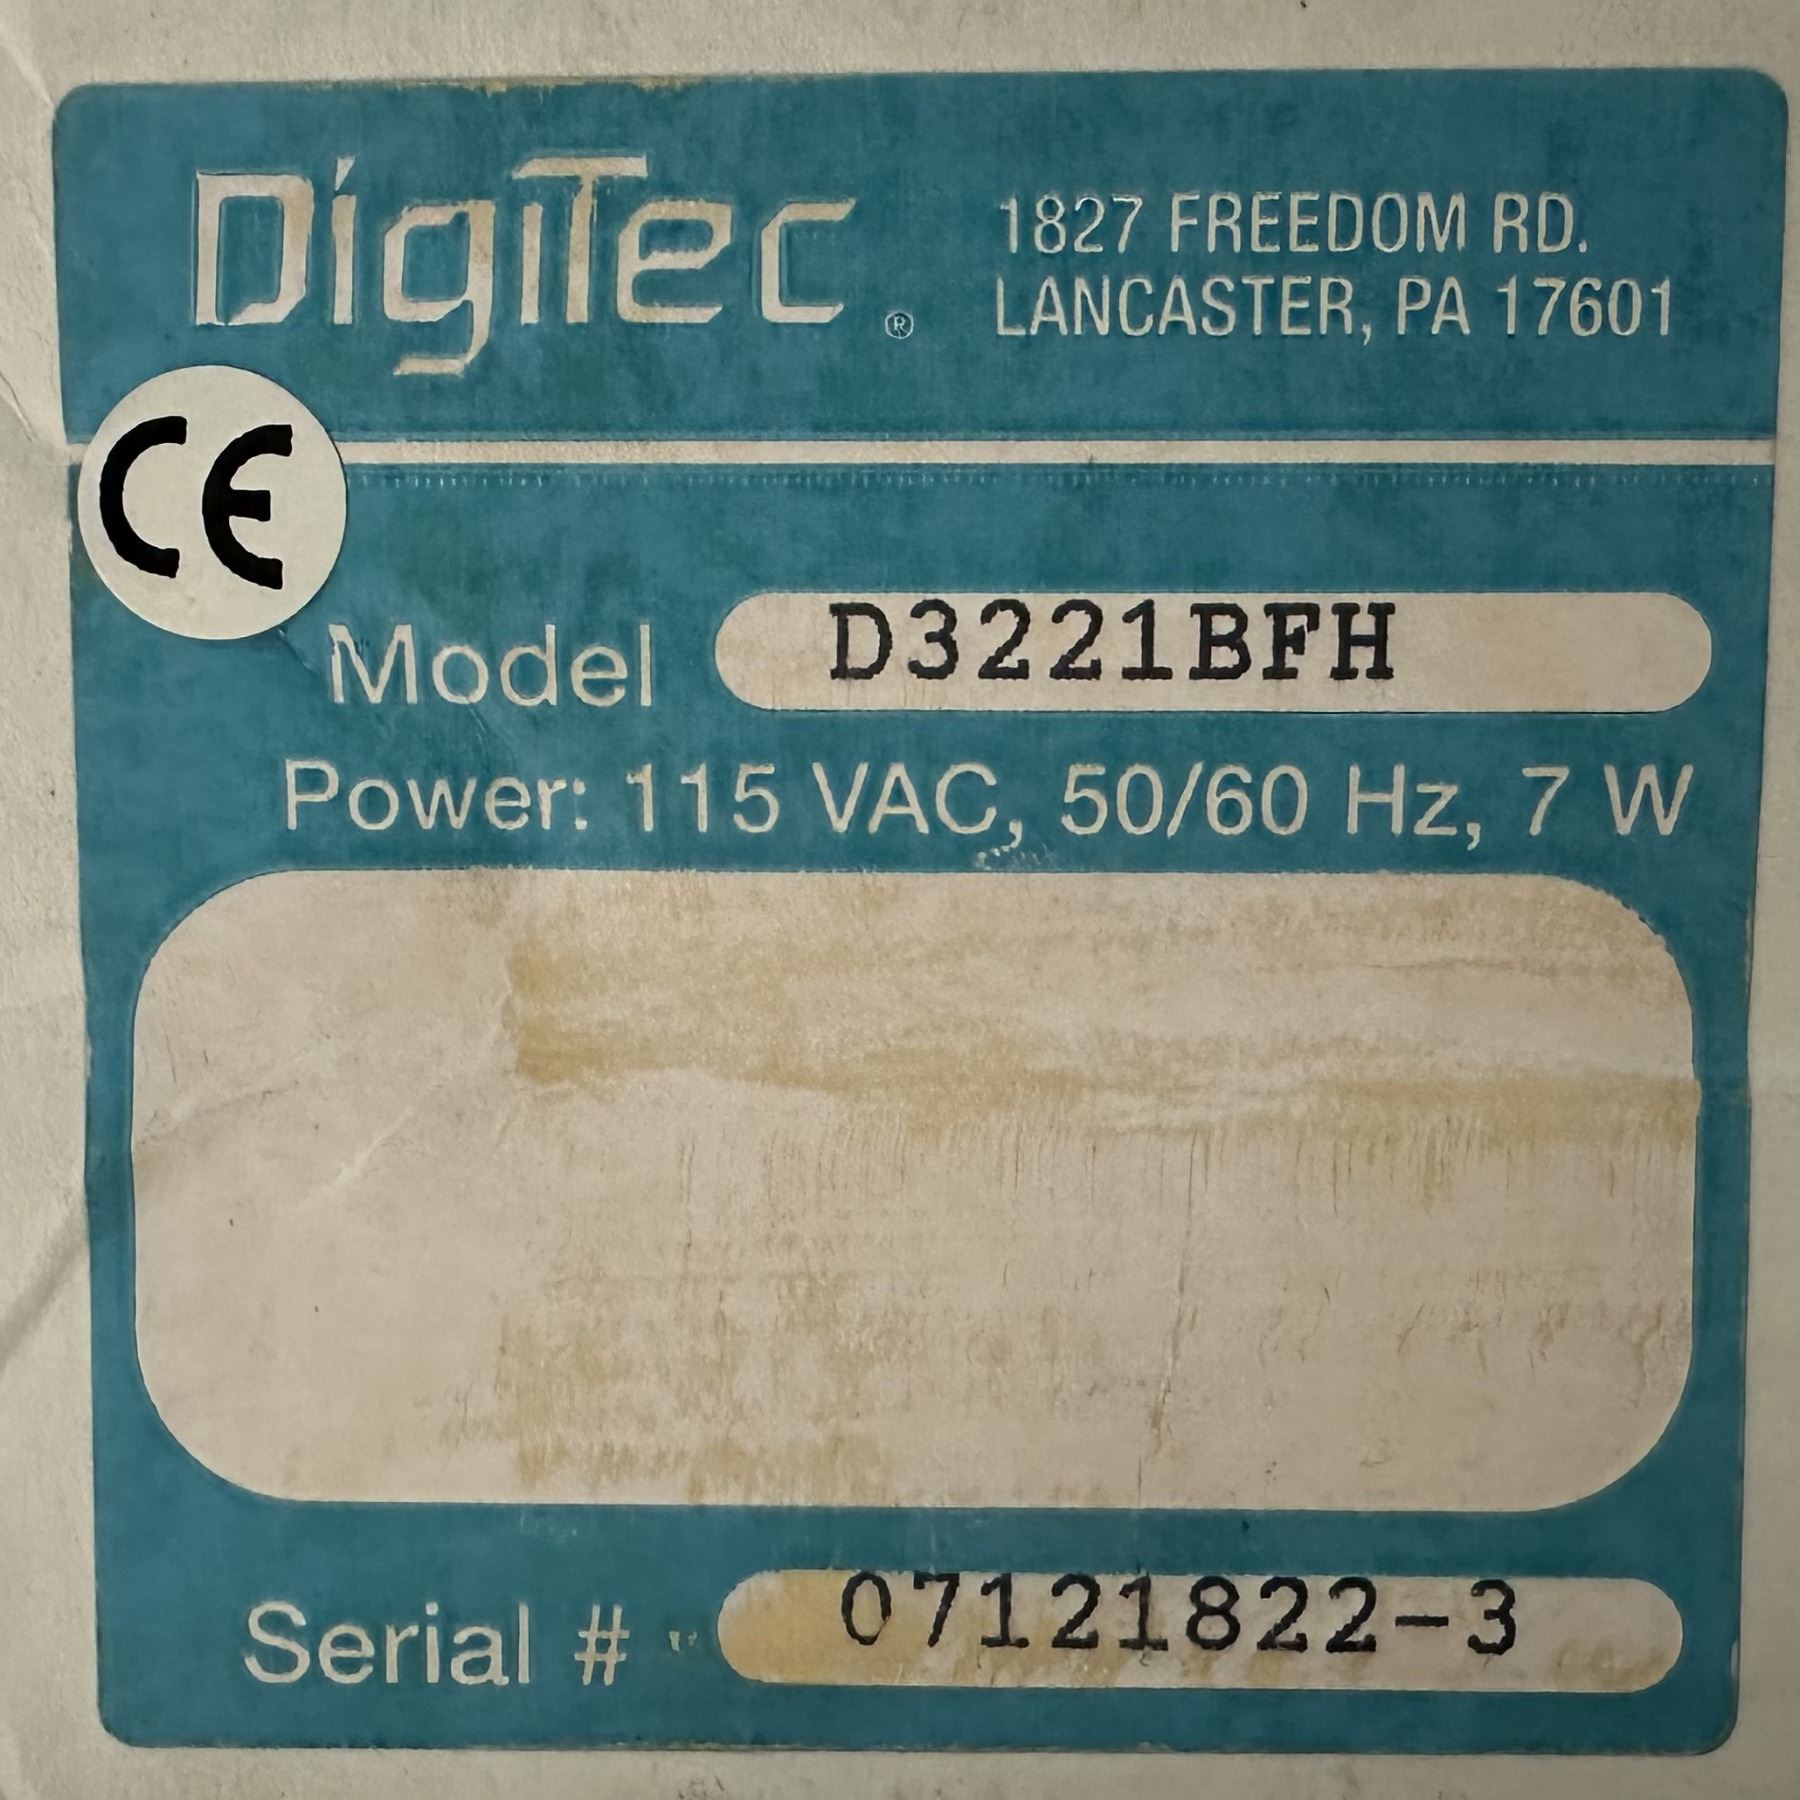 DigiTec ®
1827 FREEDOM RD.
LANCASTER, PA 17601
CE
Model D3221BFH
Power: 115 VAC, 50/60 Hz, 7 W
Serial # 07121822-3